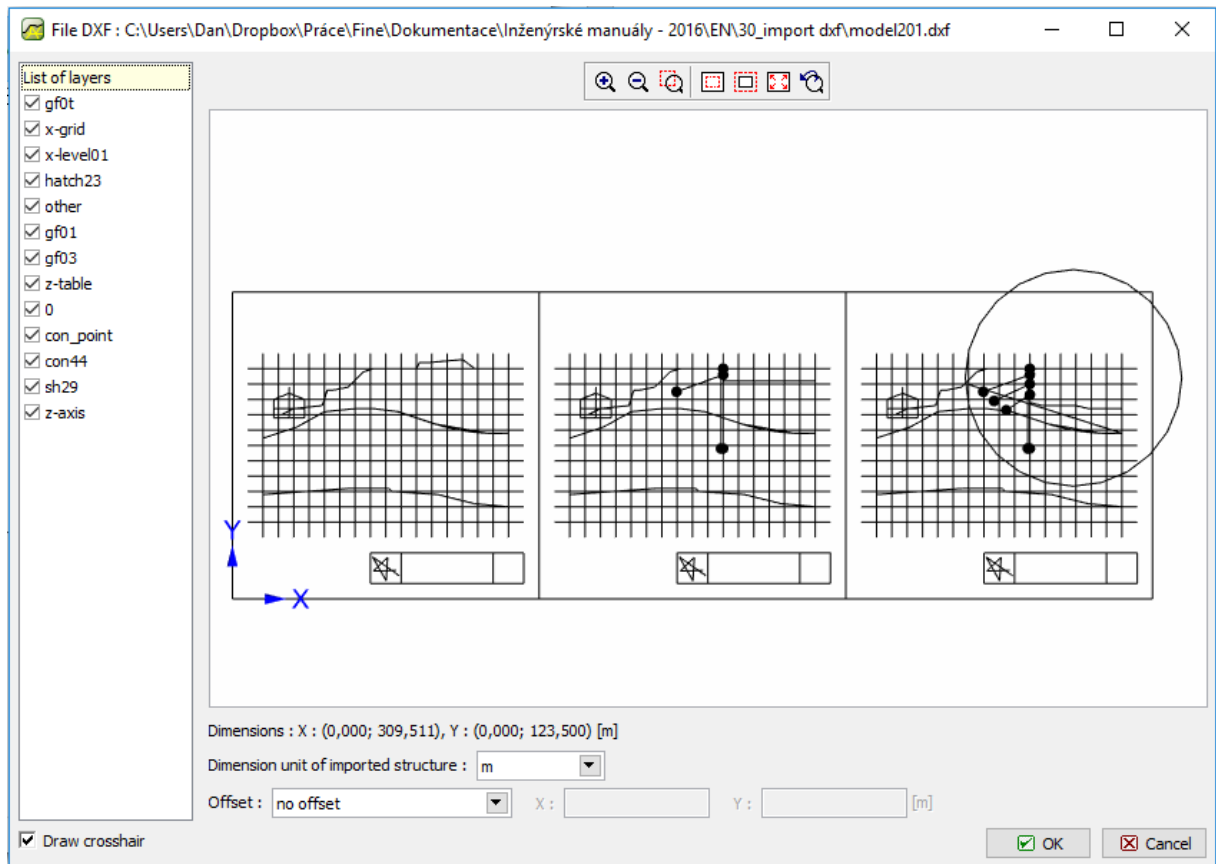 File DXF : C:\Users\Dan\Dropbox\Práce\Fine\Dokumentace\Inženýrské manuály - 2016\EN\30_import dxf\model201.dxf
List of layers
gf0t
x-grid
x-level01
hatch23
other
gf01
gf03
z-table
0
con_point
con44
sh29
z-axis
Y
X
Dimensions : X : (0,000; 309,511), Y : (0,000; 123,500) [m]
Dimension unit of imported structure : m
Offset : no offset X : Y : [m]
Draw crosshair
OK Cancel